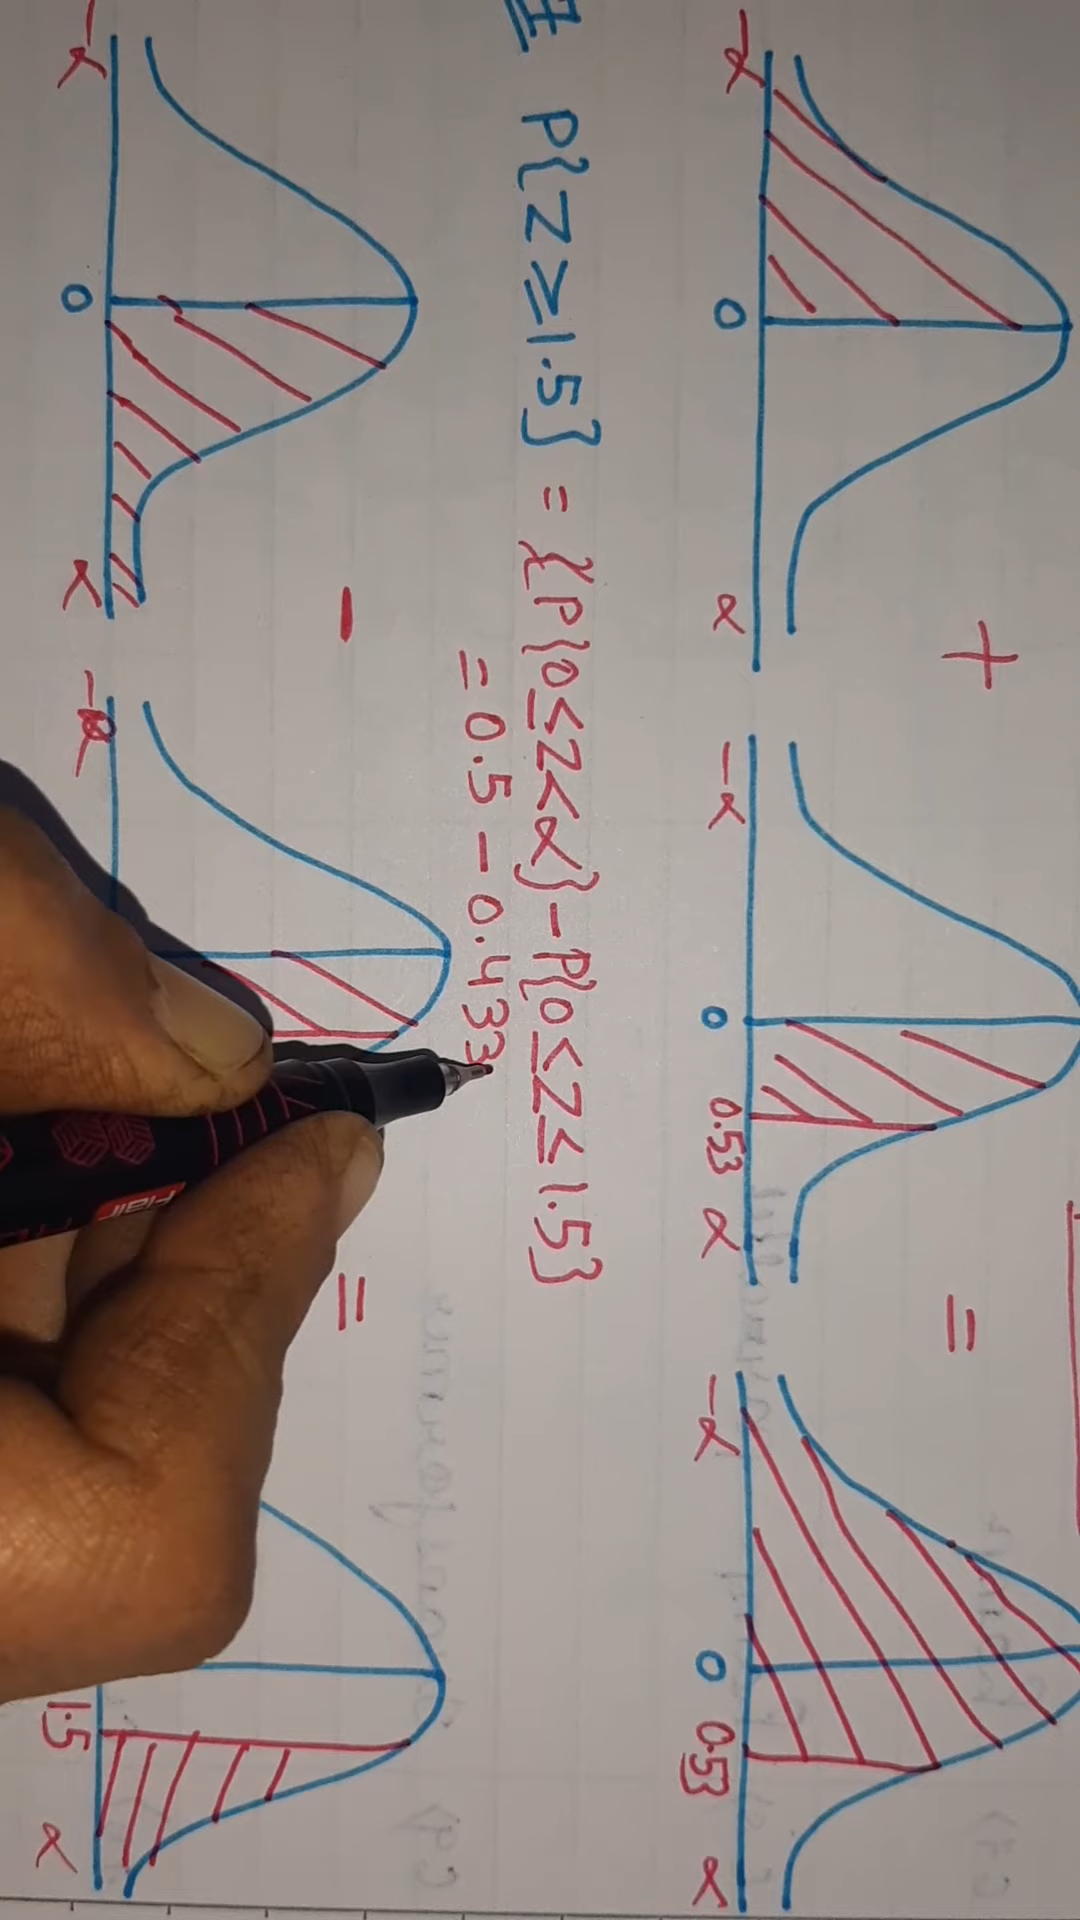 +
=
-α 0 α
-α 0 0.53 α
-α 0 0.53 α
P{Z≥1.5} = {P{0≤Z<α}-P{0≤Z≤1.5}
= 0.5 - 0.433
-
=
-α 0 α
1.5 α